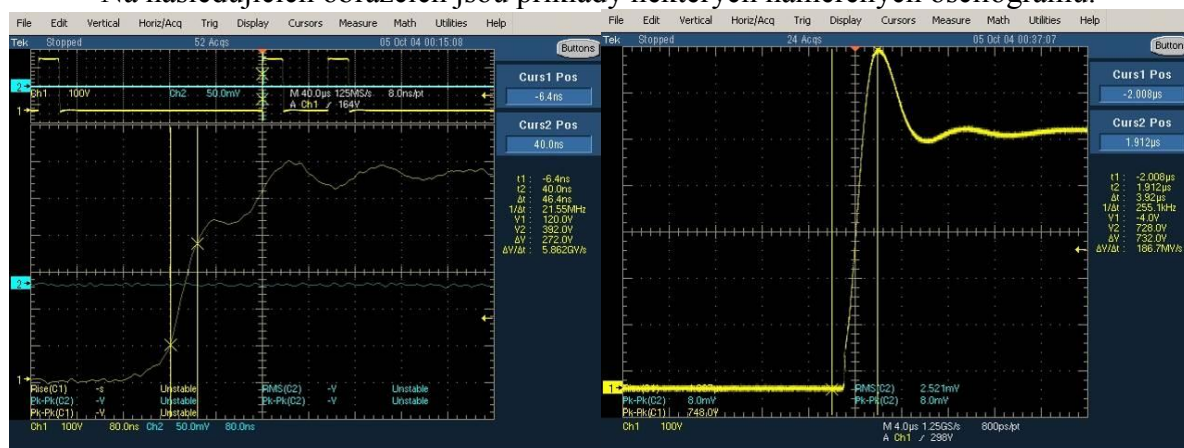 Na následujících obrázcích jsou příklady některých naměřených oscilogramů.
File Edit Vertical Horiz/Acq Trig Display Cursors Measure Math Utilities Help
Tek Stopped 52 Acqs 05 Oct 04 00:15:08
Buttons
Curs1 Pos
-6.4ns
Curs2 Pos
40.0ns
t1: -6.4ns
t2: 40.0ns
Δt: 46.4ns
1/Δt: 21.55MHz
V1: 120.0V
V2: 392.0V
ΔV: 272.0V
ΔV/Δt: 5.862GV/s
2
Ch1 100V Ch2 50.0mV M 40.0µs 125MS/s 8.0ns/pt
A Ch1 / 164V
1
2
1
Rise(C1) -s Unstable RMS(C2) -V Unstable
Pk-Pk(C2) -V Unstable Pk-Pk(C2) -V Unstable
Pk-Pk(C1) -V Unstable
Ch1 100V 80.0ns Ch2 50.0mV 80.0ns
File Edit Vertical Horiz/Acq Trig Display Cursors Measure Math Utilities Help
Tek Stopped 24 Acqs 05 Oct 04 00:37:07
Button
Curs1 Pos
-2.008µs
Curs2 Pos
1.912µs
t1: -2.008µs
t2: 1.912µs
Δt: 3.92µs
1/Δt: 255.1kHz
V1: -4.0V
V2: 728.0V
ΔV: 732.0V
ΔV/Δt: 186.7MV/s
1
RMS(C2) 2.521mV
Pk-Pk(C2) 8.0mV Pk-Pk(C2) 8.0mV
Pk-Pk(C1) 748.0V
Ch1 100V M 4.0µs 1.25GS/s 800ps/pt
A Ch1 / 298V